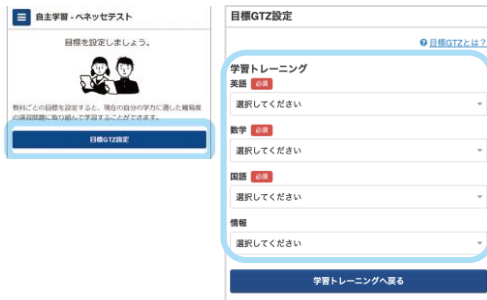 自主学習 - ベネッセテスト
目標を設定しましょう。
教科ごとの目標を設定すると、現在の自分の学力に適した難易度
の演習問題に取り組んで学習することができます。
目標GTZ設定
目標GTZ設定
目標GTZとは？
学習トレーニング
英語 必須
選択してください
数学 必須
選択してください
国語 必須
選択してください
情報
選択してください
学習トレーニングへ戻る